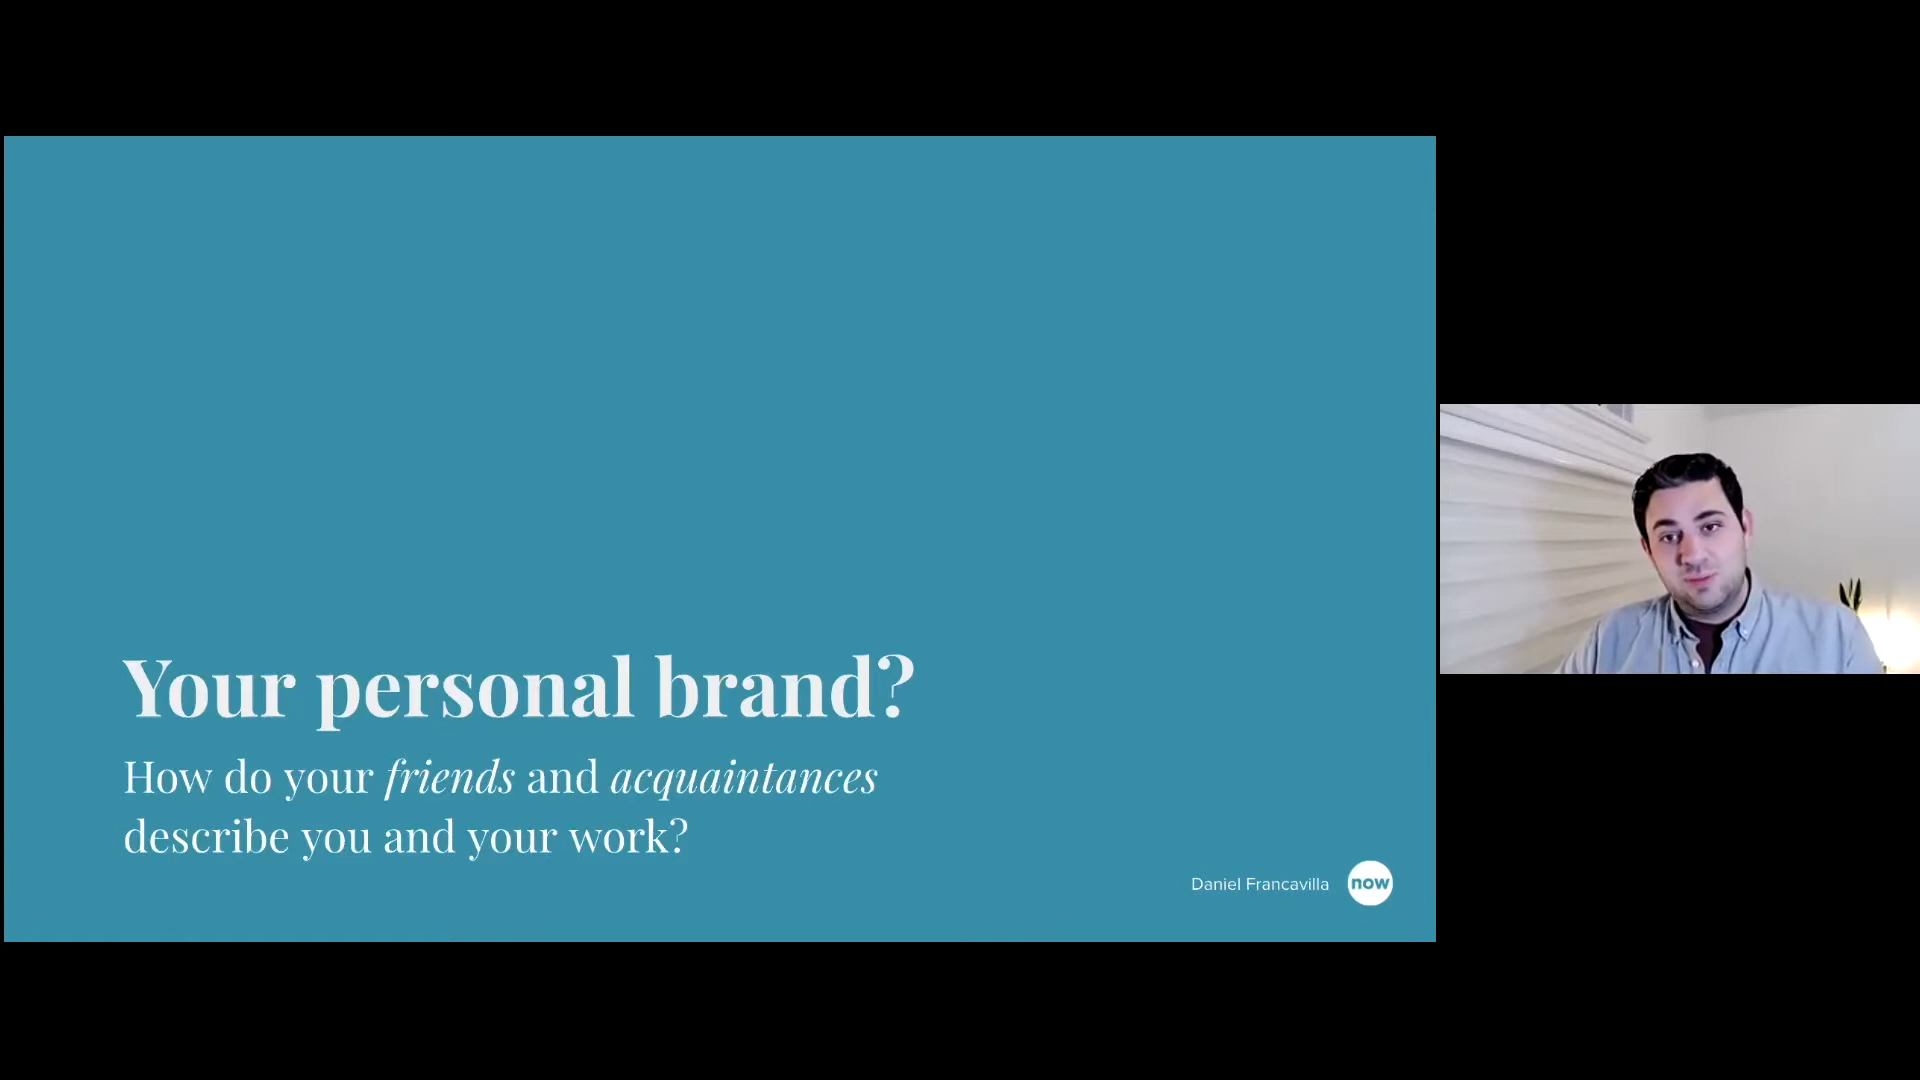 Your personal brand?
How do your friends and acquaintances
describe you and your work?
Daniel Francavilla
now